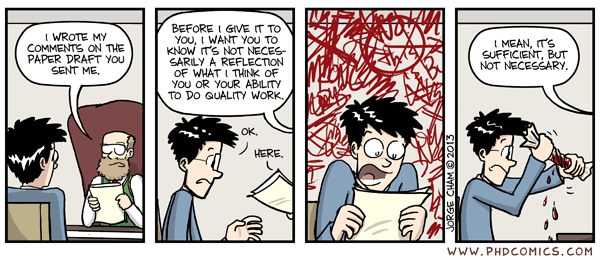 I WROTE MY
COMMENTS ON THE
PAPER DRAFT YOU
SENT ME.
BEFORE I GIVE IT TO
YOU, I WANT YOU TO
KNOW IT'S NOT NECES-
SARILY A REFLECTION
OF WHAT I THINK OF
YOU OR YOUR ABILITY
TO DO QUALITY WORK.
OK.
HERE.
JORGE CHAM © 2013
I MEAN, IT'S
SUFFICIENT, BUT
NOT NECESSARY.
WWW.PHDCOMICS.COM